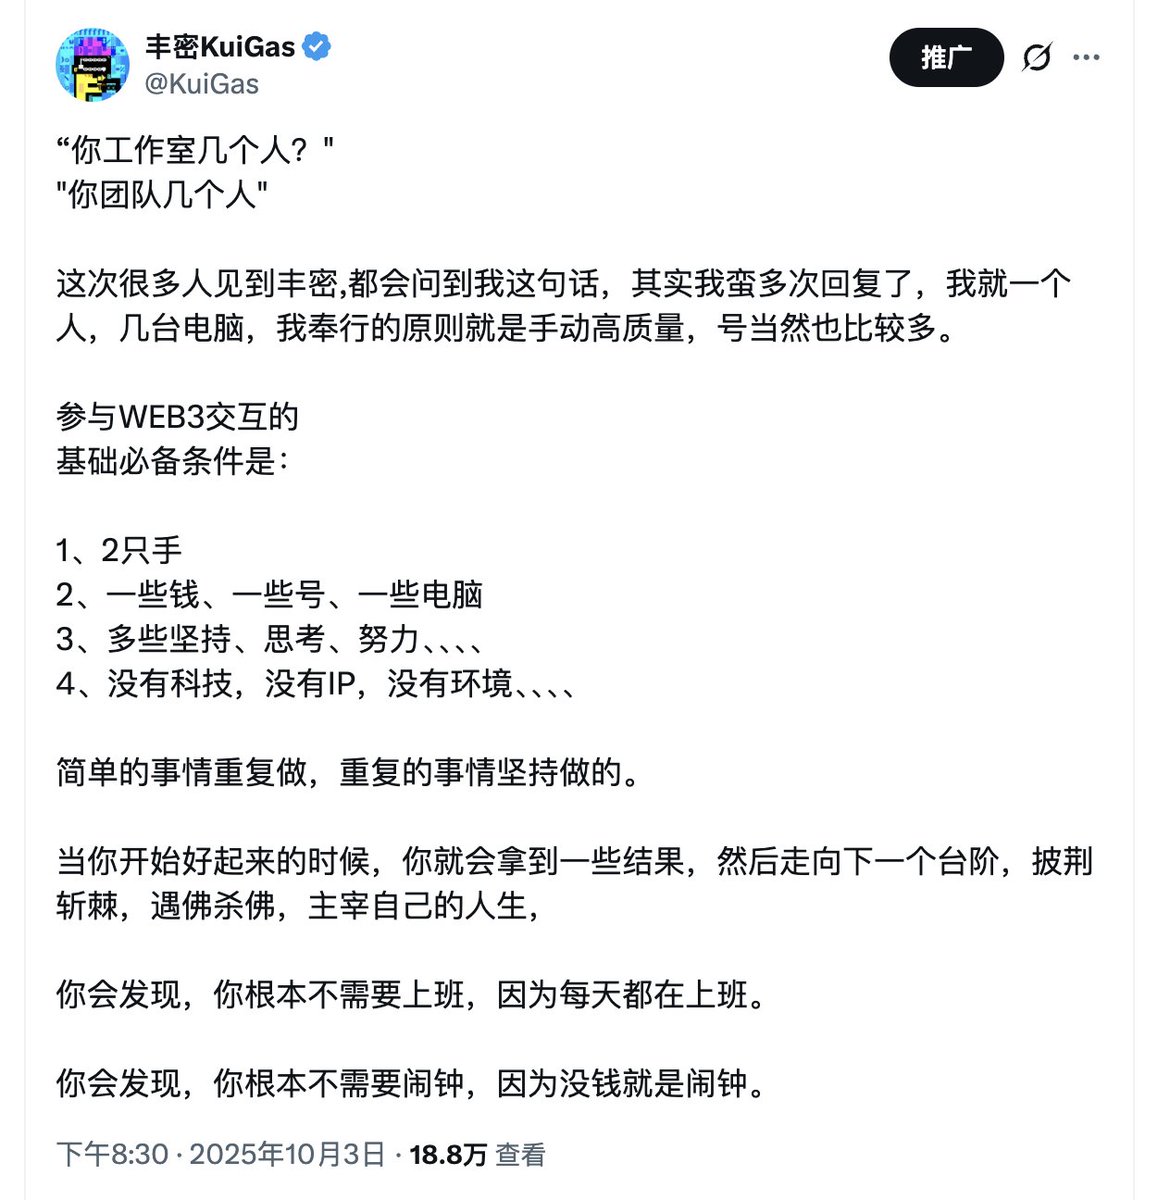 丰密KuiGas
@KuiGas
推广
“你工作室几个人？"
"你团队几个人"
这次很多人见到丰密,都会问到我这句话，其实我蛮多次回复了，我就一个
人，几台电脑，我奉行的原则就是手动高质量，号当然也比较多。
参与WEB3交互的
基础必备条件是：
1、2只手
2、一些钱、一些号、一些电脑
3、多些坚持、思考、努力、、、、
4、没有科技，没有IP，没有环境、、、、
简单的事情重复做，重复的事情坚持做的。
当你开始好起来的时候，你就会拿到一些结果，然后走向下一个台阶，披荆
斩棘，遇佛杀佛，主宰自己的人生，
你会发现，你根本不需要上班，因为每天都在上班。
你会发现，你根本不需要闹钟，因为没钱就是闹钟。
下午8:30 · 2025年10月3日 · 18.8万 查看